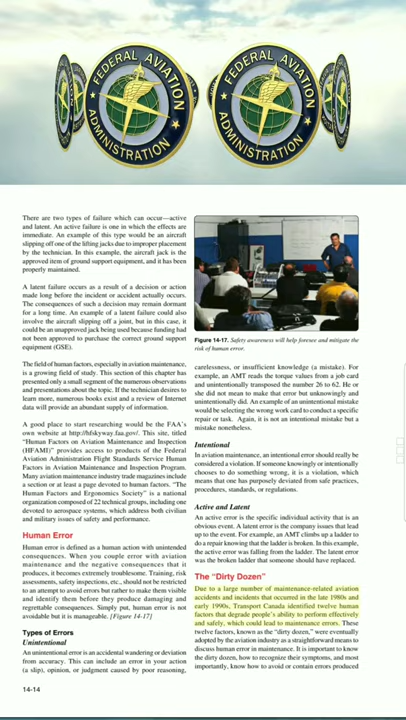 FEDERAL AVIATION
ADMINISTRATION
FEDERAL AVIATION
ADMINISTRATION
There are two types of failure which can occur—active
and latent. An active failure is one in which the effects are
immediate. An example of this type would be an aircraft
slipping off one of the lifting jacks due to improper placement
by the technician. In this example, the aircraft jack is the
approved item of ground support equipment, and it has been
properly maintained.
A latent failure occurs as a result of a decision or action
made long before the incident or accident actually occurs.
The consequences of such a decision may remain dormant
for a long time. An example of a latent failure could also
involve the aircraft slipping off a joint, but in this case, it
could be an unapproved jack being used because funding had
not been approved to purchase the correct ground support
equipment (GSE).
The field of human factors, especially in aviation maintenance,
is a growing field of study. This section of this chapter has
presented only a small segment of the numerous observations
and presentations about the topic. If the technician desires to
learn more, numerous books exist and a review of Internet
data will provide an abundant supply of information.
A good place to start researching would be the FAA's
own website at http://hfskyway.faa.gov/. This site, titled
"Human Factors on Aviation Maintenance and Inspection
(HFAMI)" provides access to products of the Federal
Aviation Administration Flight Standards Service Human
Factors in Aviation Maintenance and Inspection Program.
Many aviation maintenance industry trade magazines include
a section or at least a page devoted to human factors. "The
Human Factors and Ergonomics Society" is a national
organization composed of 22 technical groups, including one
devoted to aerospace systems, which address both civilian
and military issues of safety and performance.
Human Error
Human error is defined as a human action with unintended
consequences. When you couple error with aviation
maintenance and the negative consequences that it
produces, it becomes extremely troublesome. Training, risk
assessments, safety inspections, etc., should not be restricted
to an attempt to avoid errors but rather to make them visible
and identify them before they produce damaging and
regrettable consequences. Simply put, human error is not
avoidable but it is manageable. [Figure 14-17]
Types of Errors
Unintentional
An unintentional error is an accidental wandering or deviation
from accuracy. This can include an error in your action
(a slip), opinion, or judgment caused by poor reasoning,
14-14
Figure 14-17. Safety awareness will help foresee and mitigate the
risk of human error.
carelessness, or insufficient knowledge (a mistake). For
example, an AMT reads the torque values from a job card
and unintentionally transposed the number 26 to 62. He or
she did not mean to make that error but unknowingly and
unintentionally did. An example of an unintentional mistake
would be selecting the wrong work card to conduct a specific
repair or task. Again, it is not an intentional mistake but a
mistake nonetheless.
Intentional
In aviation maintenance, an intentional error should really be
considered a violation. If someone knowingly or intentionally
chooses to do something wrong, it is a violation, which
means that one has purposely deviated from safe practices,
procedures, standards, or regulations.
Active and Latent
An active error is the specific individual activity that is an
obvious event. A latent error is the company issues that lead
up to the event. For example, an AMT climbs up a ladder to
do a repair knowing that the ladder is broken. In this example,
the active error was falling from the ladder. The latent error
was the broken ladder that someone should have replaced.
The "Dirty Dozen"
Due to a large number of maintenance-related aviation
accidents and incidents that occurred in the late 1980s and
early 1990s, Transport Canada identified twelve human
factors that degrade people's ability to perform effectively
and safely, which could lead to maintenance errors. These
twelve factors, known as the "dirty dozen," were eventually
adopted by the aviation industry as a straightforward means to
discuss human error in maintenance. It is important to know
the dirty dozen, how to recognize their symptoms, and most
importantly, know how to avoid or contain errors produced